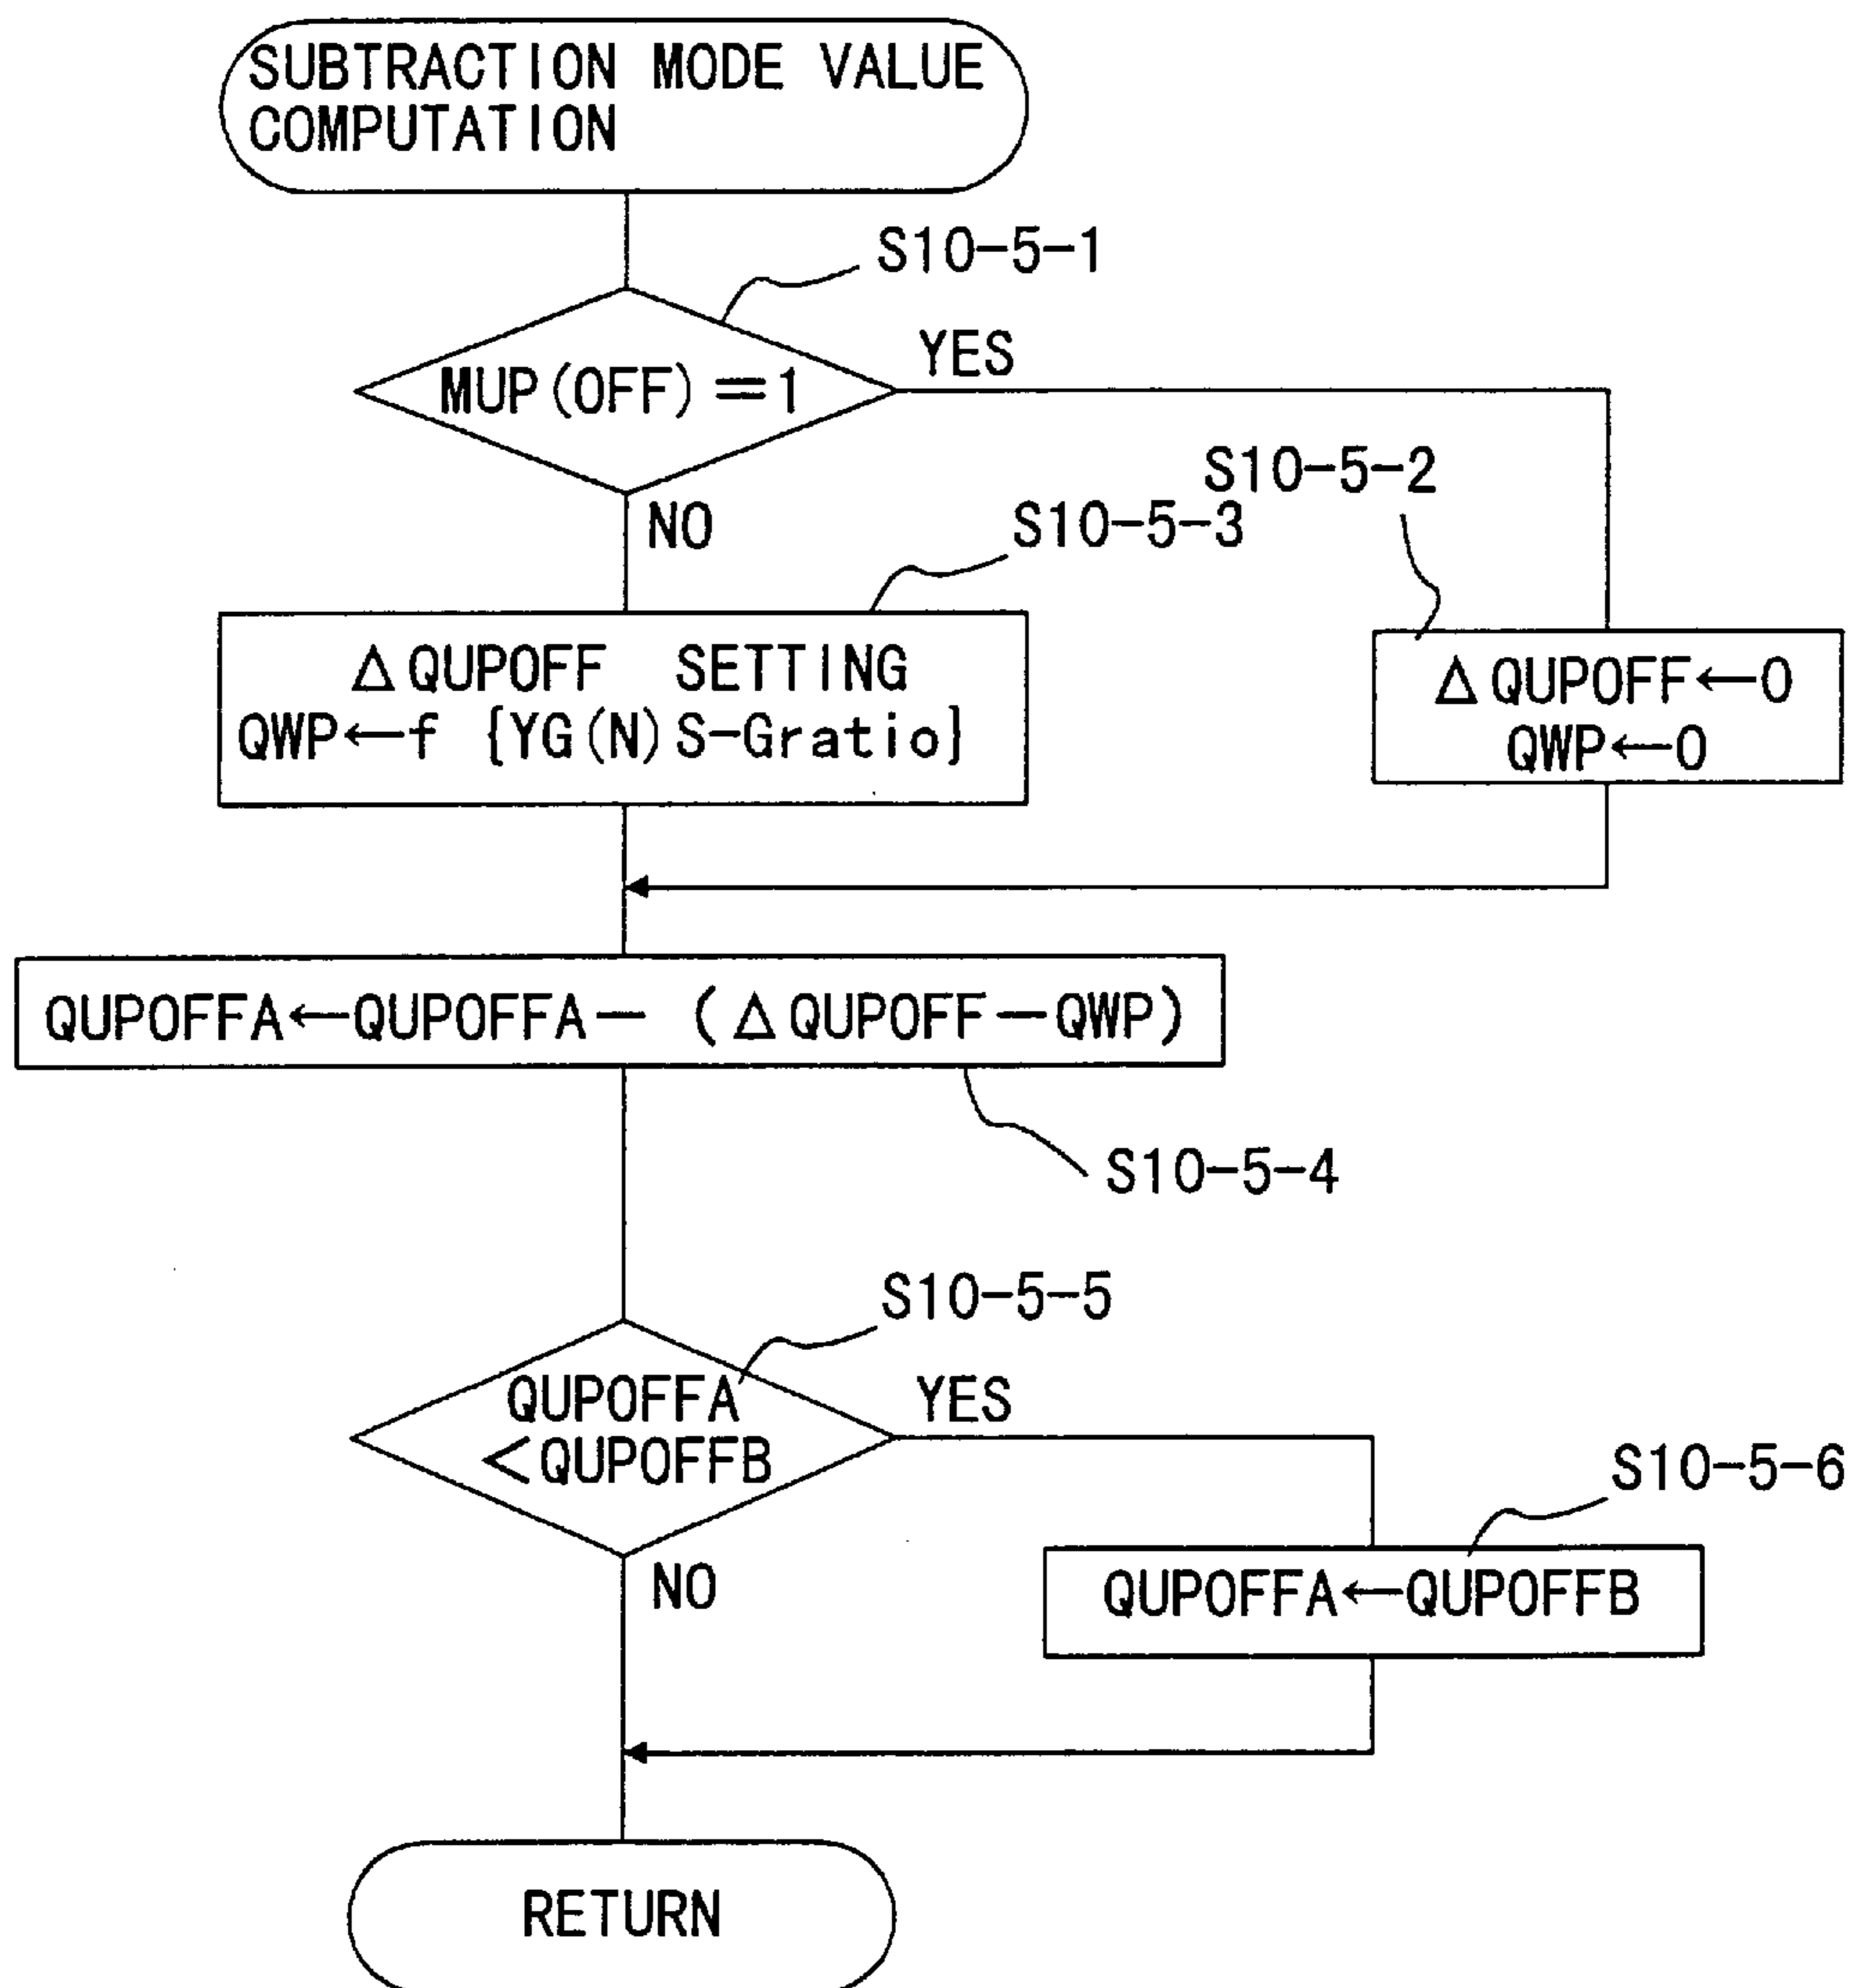 SUBTRACTION MODE VALUE
COMPUTATION
S10-5-1
MUP(OFF)=1
YES
NO
S10-5-2
S10-5-3
ΔQUPOFF SETTING
QWP←f {YG(N)S-Gratio}
ΔQUPOFF←0
QWP←0
QUPOFFA←QUPOFFA-(ΔQUPOFF-QWP)
S10-5-4
S10-5-5
QUPOFFA
<QUPOFFB
YES
NO
S10-5-6
QUPOFFA←QUPOFFB
RETURN